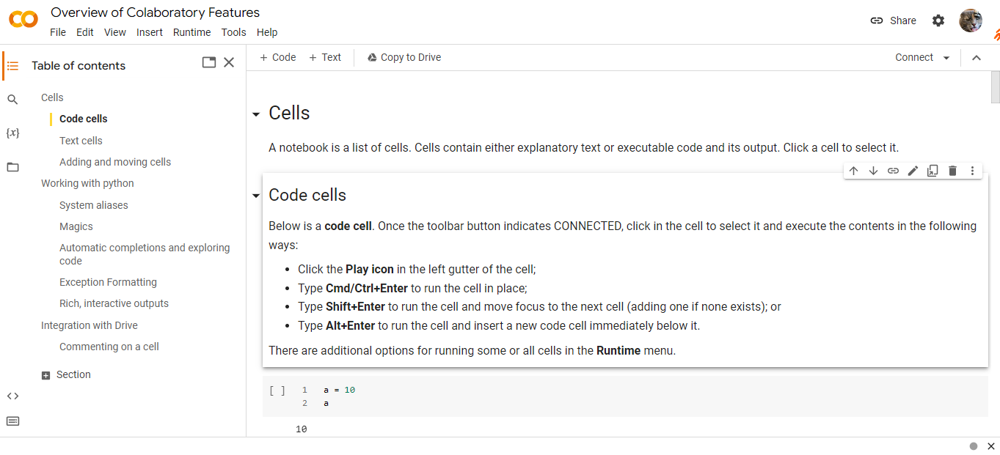 Overview of Colaboratory Features
File Edit View Insert Runtime Tools Help
Share
Table of contents
Cells
Code cells
Text cells
Adding and moving cells
Working with python
System aliases
Magics
Automatic completions and exploring
code
Exception Formatting
Rich, interactive outputs
Integration with Drive
Commenting on a cell
Section
{x}
+ Code + Text Copy to Drive
Connect
Cells
A notebook is a list of cells. Cells contain either explanatory text or executable code and its output. Click a cell to select it.
Code cells
Below is a code cell. Once the toolbar button indicates CONNECTED, click in the cell to select it and execute the contents in the following
ways:
• Click the Play icon in the left gutter of the cell;
• Type Cmd/Ctrl+Enter to run the cell in place;
• Type Shift+Enter to run the cell and move focus to the next cell (adding one if none exists); or
• Type Alt+Enter to run the cell and insert a new code cell immediately below it.
There are additional options for running some or all cells in the Runtime menu.
[ ] 1 a = 10
2 a
10